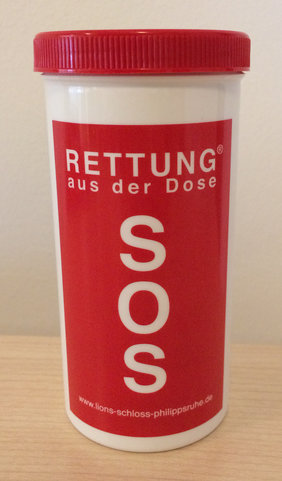 RETTUNG®
aus der Dose
S
O
S
www.lions-schloss-philippsruhe.de